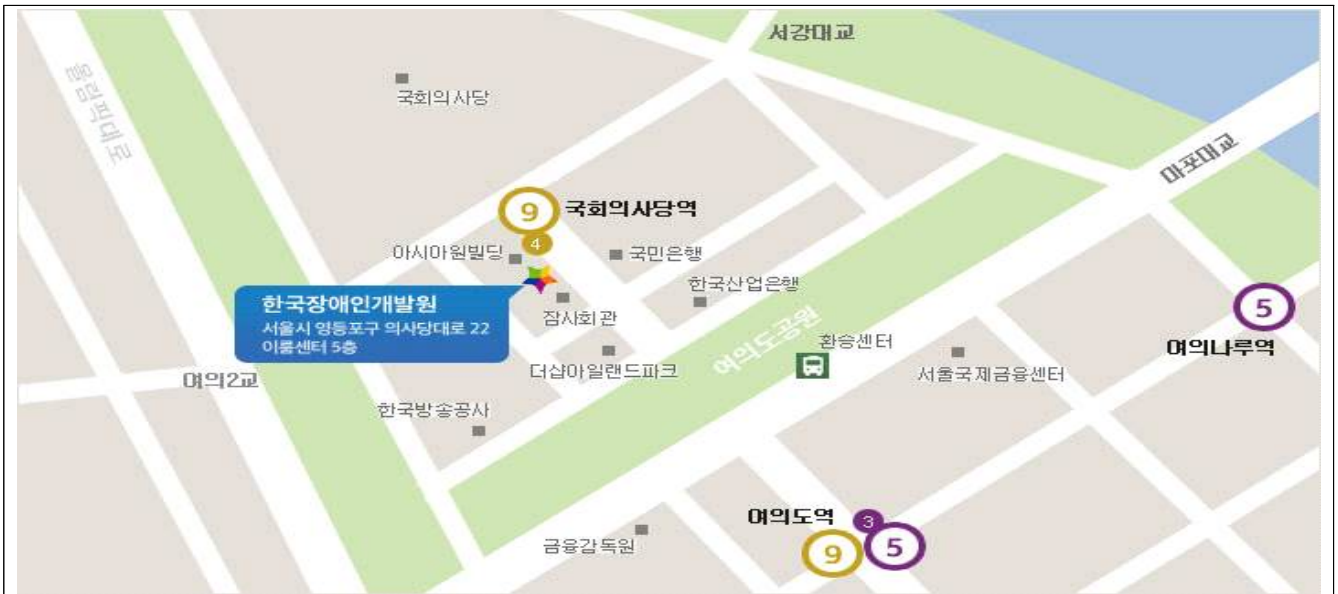 서강대교
올림픽대로
국회의사당
마포대교
9 국회의사당역
4
아시아원빌딩
국민은행
한국산업은행
한국장애인개발원
서울시 영등포구 의사당대로 22
이룸센터 5층
잠사회관
5
여의나루역
여의도공원
환승센터
더샵아일랜드파크
서울국제금융센터
여의2교
한국방송공사
여의도역 3
9 5
금융감독원